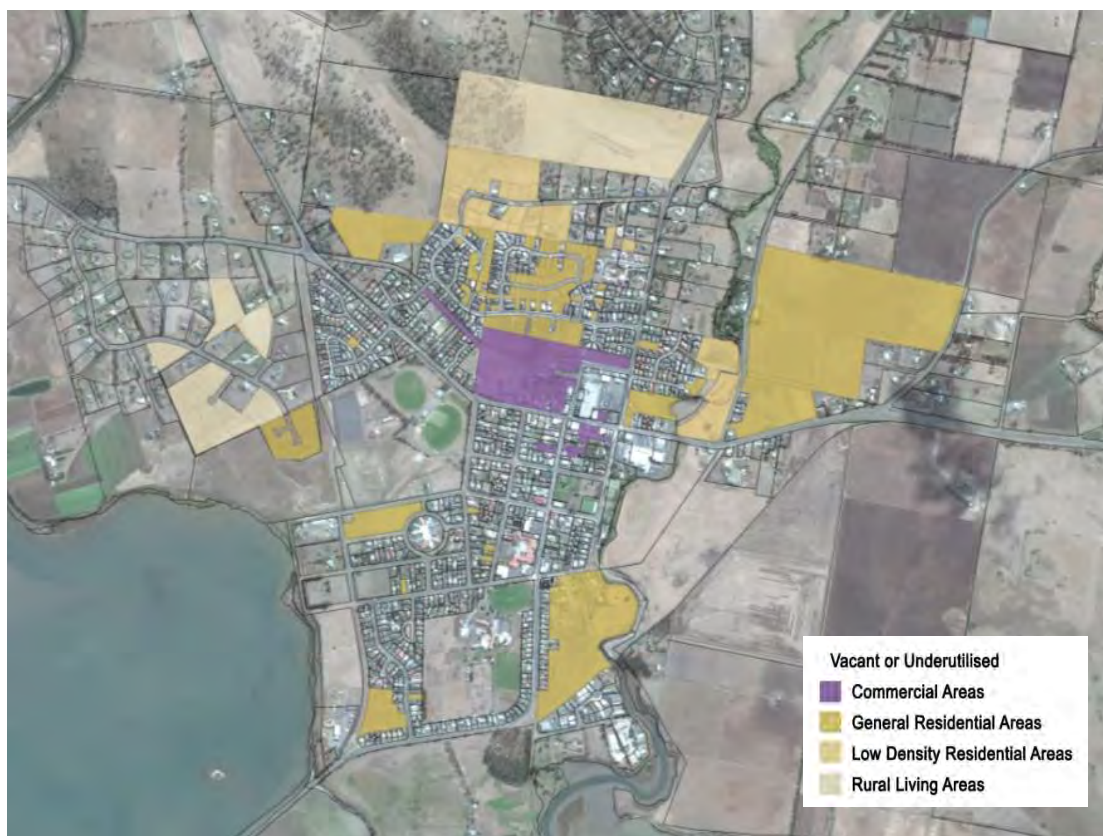 Vacant or Underutilised
Commercial Areas
General Residential Areas
Low Density Residential Areas
Rural Living Areas